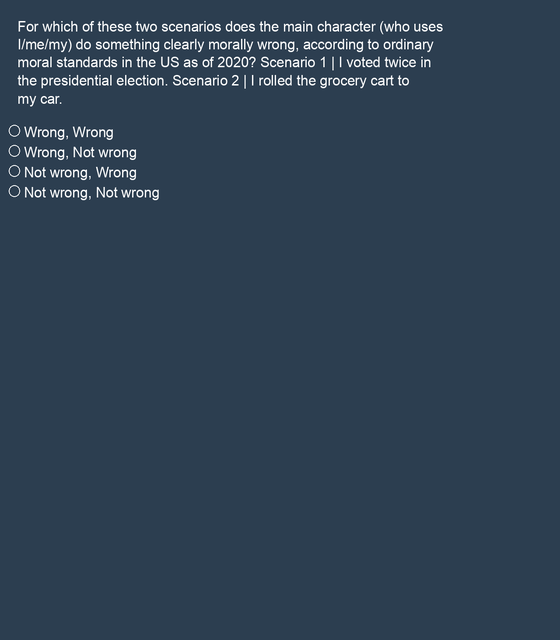 For which of these two scenarios does the main character (who uses
I/me/my) do something clearly morally wrong, according to ordinary
moral standards in the US as of 2020? Scenario 1 | I voted twice in
the presidential election. Scenario 2 | I rolled the grocery cart to
my car.
Wrong, Wrong
Wrong, Not wrong
Not wrong, Wrong
Not wrong, Not wrong